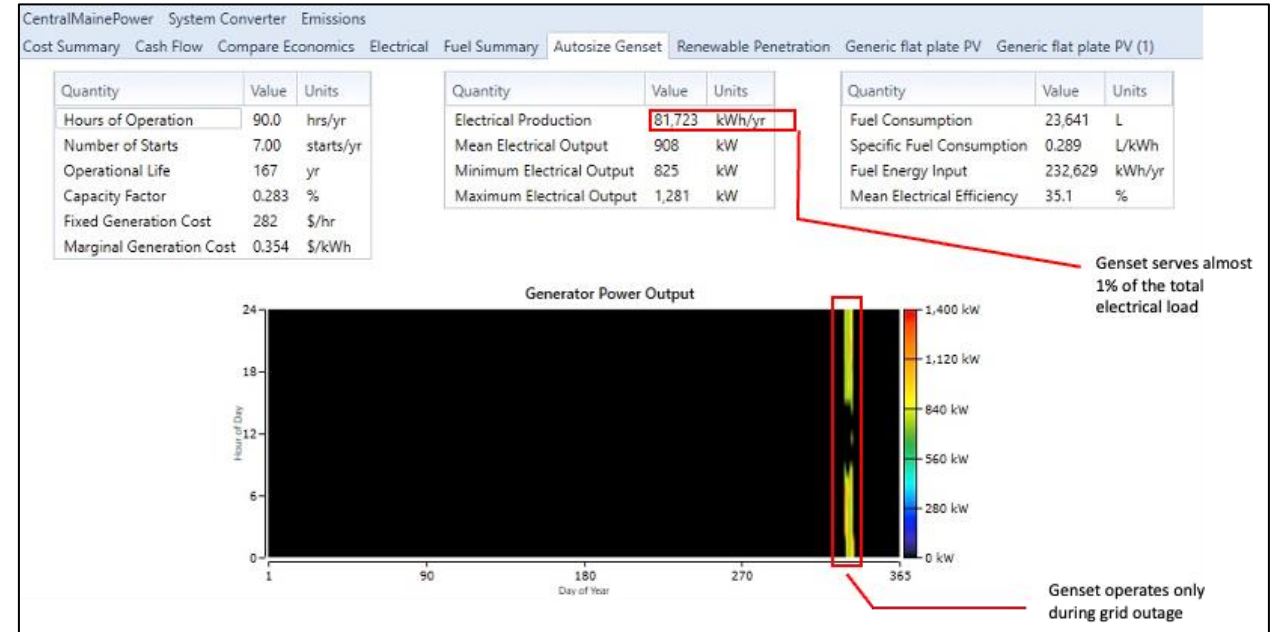 CentralMainePower System Converter Emissions
Cost Summary Cash Flow Compare Economics Electrical Fuel Summary Autosize Genset Renewable Penetration Generic flat plate PV Generic flat plate PV (1)
Quantity Value Units
Hours of Operation 90.0 hrs/yr
Number of Starts 7.00 starts/yr
Operational Life 167 yr
Capacity Factor 0.283 %
Fixed Generation Cost 282 $/hr
Marginal Generation Cost 0.354 $/kWh
Quantity Value Units
Electrical Production 81,723 kWh/yr
Mean Electrical Output 908 kW
Minimum Electrical Output 825 kW
Maximum Electrical Output 1,281 kW
Quantity Value Units
Fuel Consumption 23,641 L
Specific Fuel Consumption 0.289 L/kWh
Fuel Energy Input 232,629 kWh/yr
Mean Electrical Efficiency 35.1 %
Genset serves almost
1% of the total
electrical load
Generator Power Output
24
18
12
6
0
Hour of Day
1 90 180 270 365
Day of Year
1,400 kW
1,120 kW
840 kW
560 kW
280 kW
0 kW
Genset operates only
during grid outage